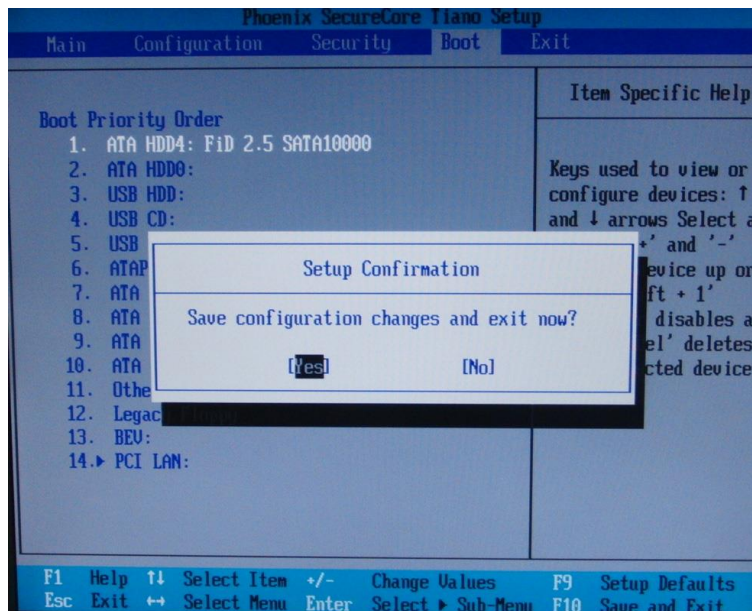 Phoenix SecureCore Tiano Setup
Main Configuration Security Boot Exit
Item Specific Help
Boot Priority Order
1. ATA HDD4: FiD 2.5 SATA10000
2. ATA HDD0:
3. USB HDD:
4. USB CD:
5. USB
6. ATAP
7. ATA
8. ATA
9. ATA
10. ATA
11. Othe
12. Legac
13. BEV:
14.▸ PCI LAN:
Keys used to view or
configure devices: ↑
and ↓ arrows Select a
+' and '-'
evice up or
ft + 1'
disables a
el' deletes
cted device
Setup Confirmation
Save configuration changes and exit now?
[Yes] [No]
F1 Help ↑↓ Select Item +/- Change Values F9 Setup Defaults
Esc Exit ↔ Select Menu Enter Select ▸ Sub-Menu F10 Save and Exit